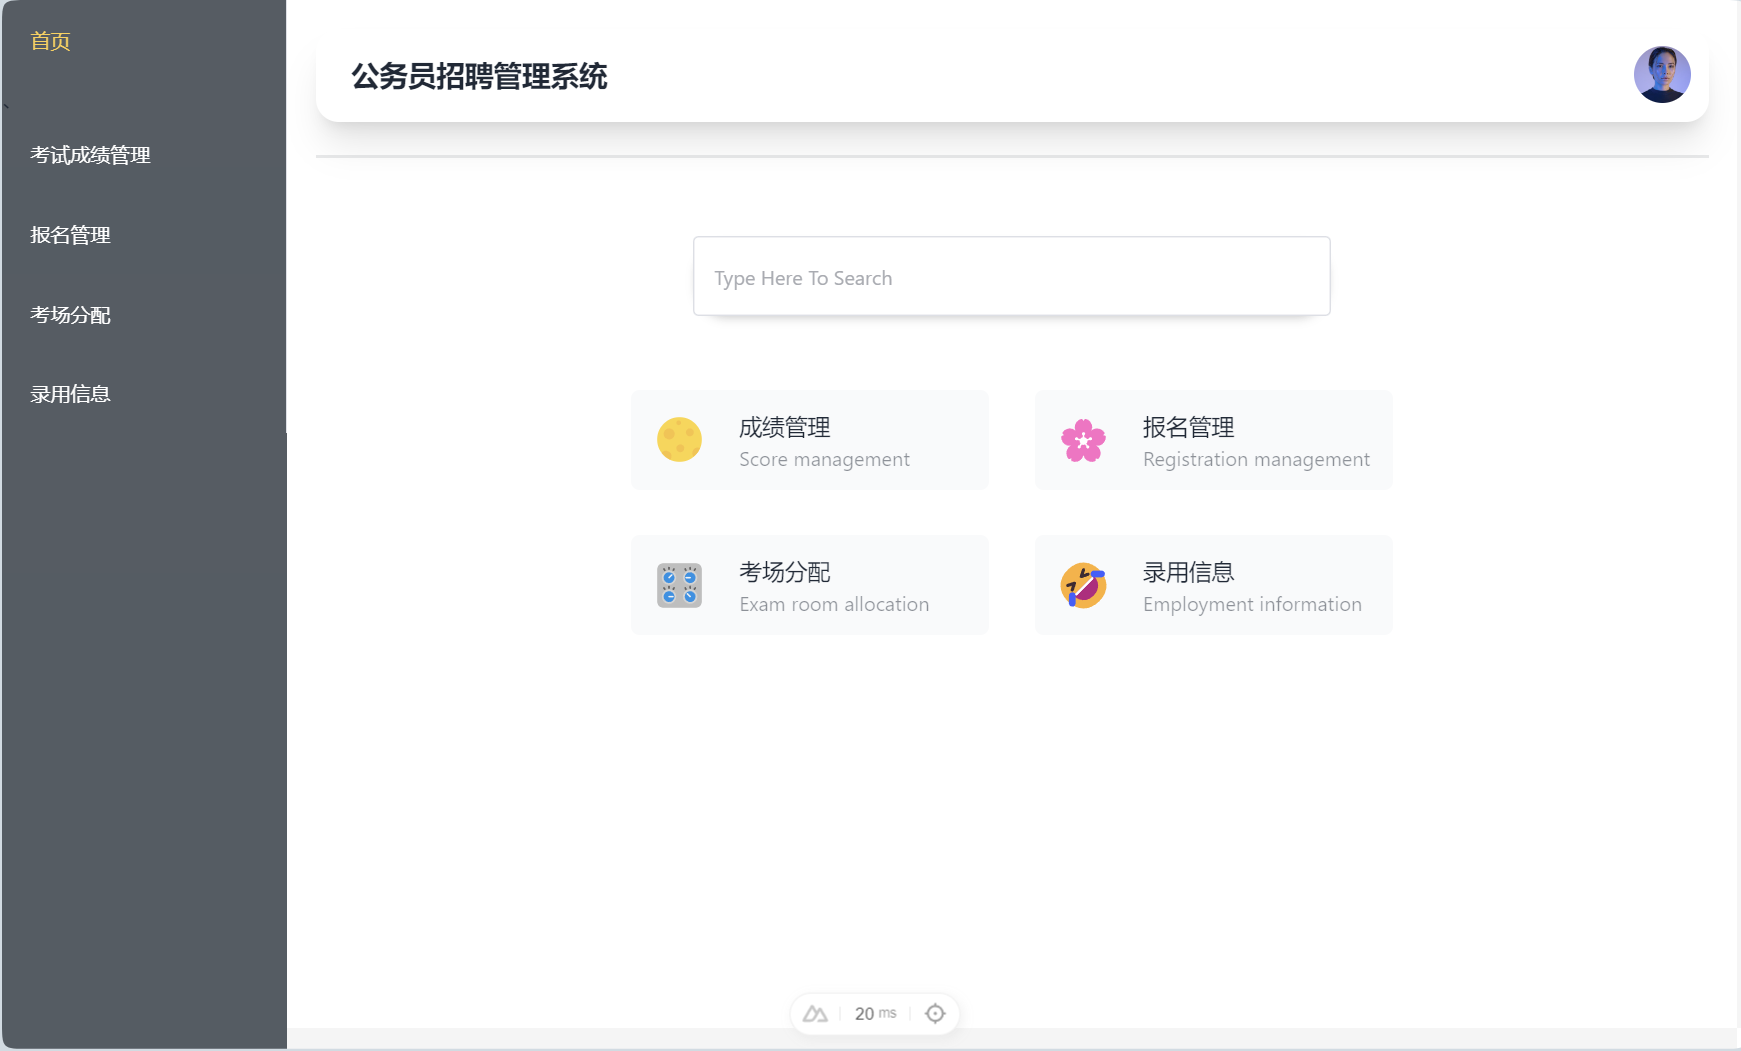 首页
、
考试成绩管理
报名管理
考场分配
录用信息
公务员招聘管理系统
Type Here To Search
成绩管理
Score management
报名管理
Registration management
考场分配
Exam room allocation
录用信息
Employment information
20 ms